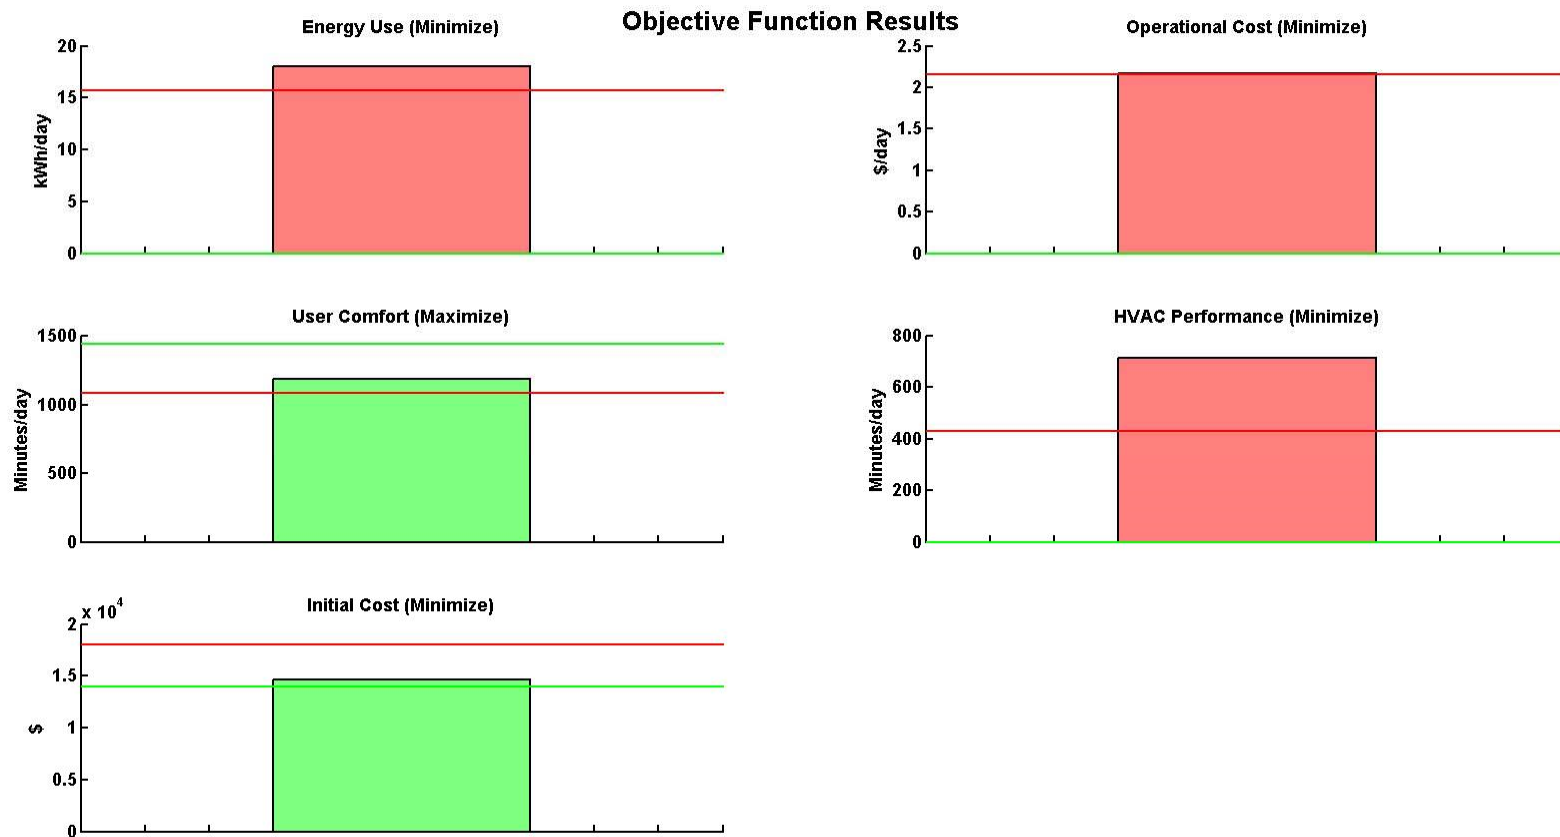 Objective Function Results
Energy Use (Minimize)
20
15
10
5
0
kWh/day
Operational Cost (Minimize)
2.5
2
1.5
1
0.5
0
$/day
User Comfort (Maximize)
1500
1000
500
0
Minutes/day
HVAC Performance (Minimize)
800
600
400
200
0
Minutes/day
Initial Cost (Minimize)
x 10^4
2
1.5
1
0.5
0
$